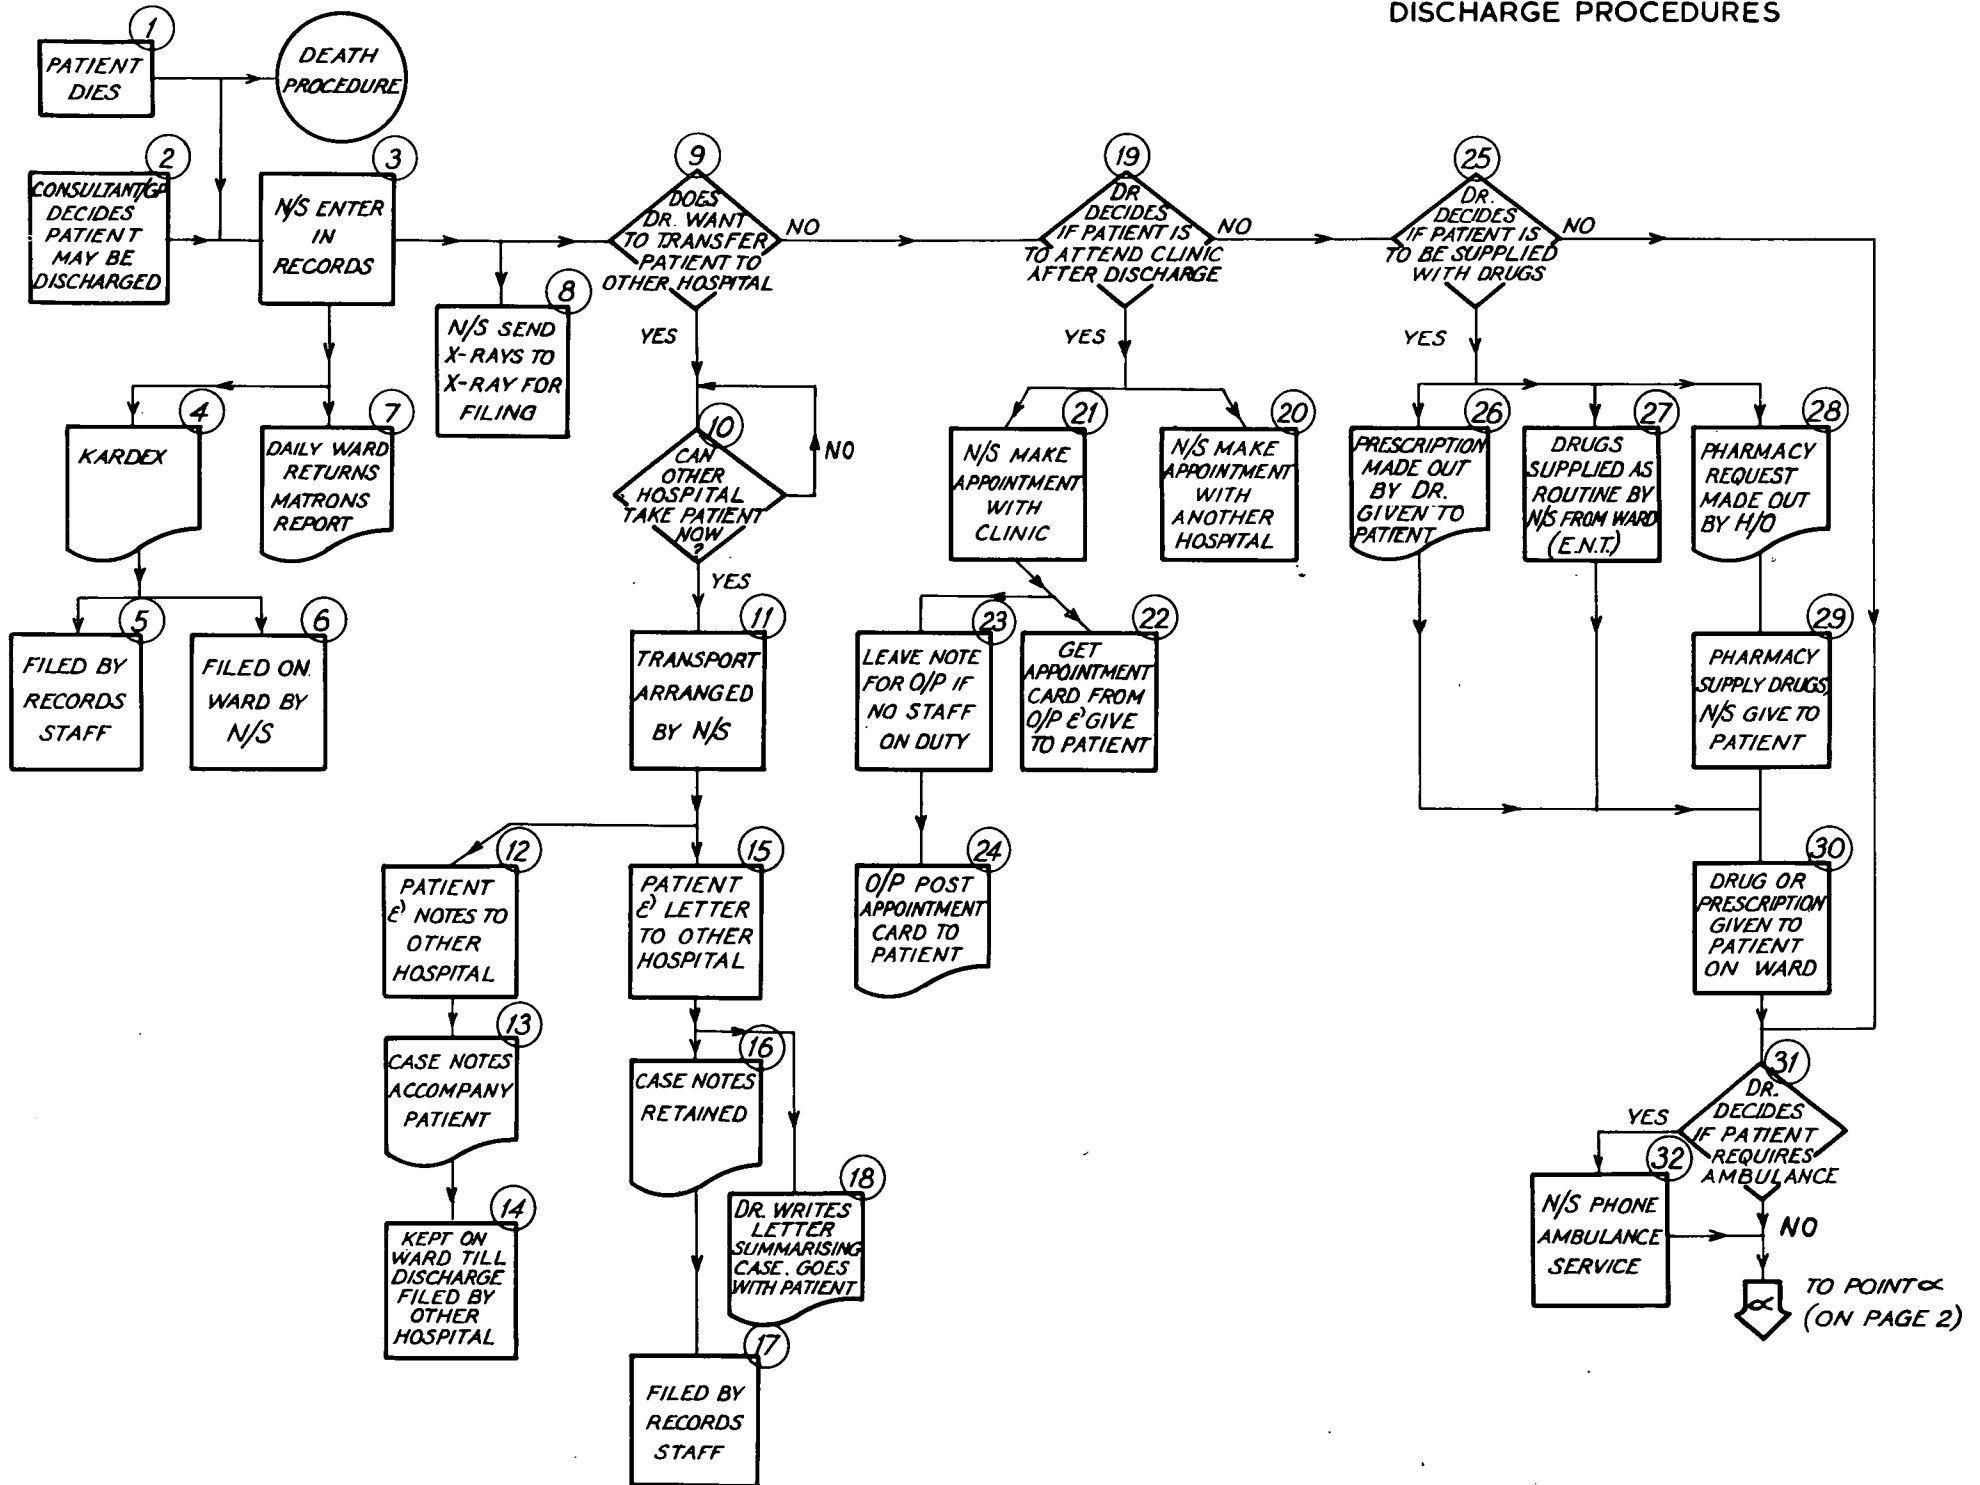 DISCHARGE PROCEDURES
1
PATIENT
DIES
DEATH
PROCEDURE
2
CONSULTANT/GP
DECIDES
PATIENT
MAY BE
DISCHARGED
3
N/S ENTER
IN
RECORDS
4
KARDEX
5
FILED BY
RECORDS
STAFF
6
FILED ON
WARD BY
N/S
7
DAILY WARD
RETURNS
MATRONS
REPORT
8
N/S SEND
X-RAYS TO
X-RAY FOR
FILING
9
DOES
DR. WANT
TO TRANSFER
PATIENT TO
OTHER HOSPITAL
NO
YES
10
CAN
OTHER
HOSPITAL
TAKE PATIENT
NOW
?
NO
YES
11
TRANSPORT
ARRANGED
BY N/S
12
PATIENT
& NOTES TO
OTHER
HOSPITAL
13
CASE NOTES
ACCOMPANY
PATIENT
14
KEPT ON
WARD TILL
DISCHARGE
FILED BY
OTHER
HOSPITAL
15
PATIENT
& LETTER
TO OTHER
HOSPITAL
16
CASE NOTES
RETAINED
17
FILED BY
RECORDS
STAFF
18
DR. WRITES
LETTER
SUMMARISING
CASE. GOES
WITH PATIENT
19
DR
DECIDES
IF PATIENT IS
TO ATTEND CLINIC
AFTER DISCHARGE
NO
YES
21
N/S MAKE
APPOINTMENT
WITH
CLINIC
20
N/S MAKE
APPOINTMENT
WITH
ANOTHER
HOSPITAL
23
LEAVE NOTE
FOR O/P IF
NO STAFF
ON DUTY
22
GET
APPOINTMENT
CARD FROM
O/P & GIVE
TO PATIENT
24
O/P POST
APPOINTMENT
CARD TO
PATIENT
25
DR.
DECIDES
IF PATIENT IS
TO BE SUPPLIED
WITH DRUGS
NO
YES
26
PRESCRIPTION
MADE OUT
BY DR.
GIVEN TO
PATIENT
27
DRUGS
SUPPLIED AS
ROUTINE BY
N/S FROM WARD
(E.N.T.)
28
PHARMACY
REQUEST
MADE OUT
BY H/O
29
PHARMACY
SUPPLY DRUGS,
N/S GIVE TO
PATIENT
30
DRUG OR
PRESCRIPTION
GIVEN TO
PATIENT
ON WARD
31
DR.
DECIDES
IF PATIENT
REQUIRES
AMBULANCE
YES
NO
32
N/S PHONE
AMBULANCE
SERVICE
∝
TO POINT ∝
(ON PAGE 2)